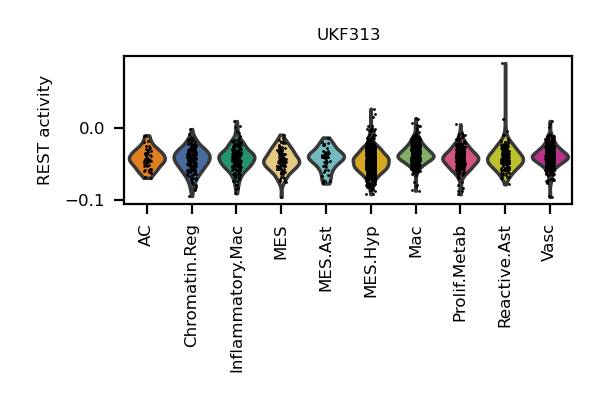 UKF313
REST activity
0.0
−0.1
AC
Chromatin.Reg
Inflammatory.Mac
MES
MES.Ast
MES.Hyp
Mac
Prolif.Metab
Reactive.Ast
Vasc